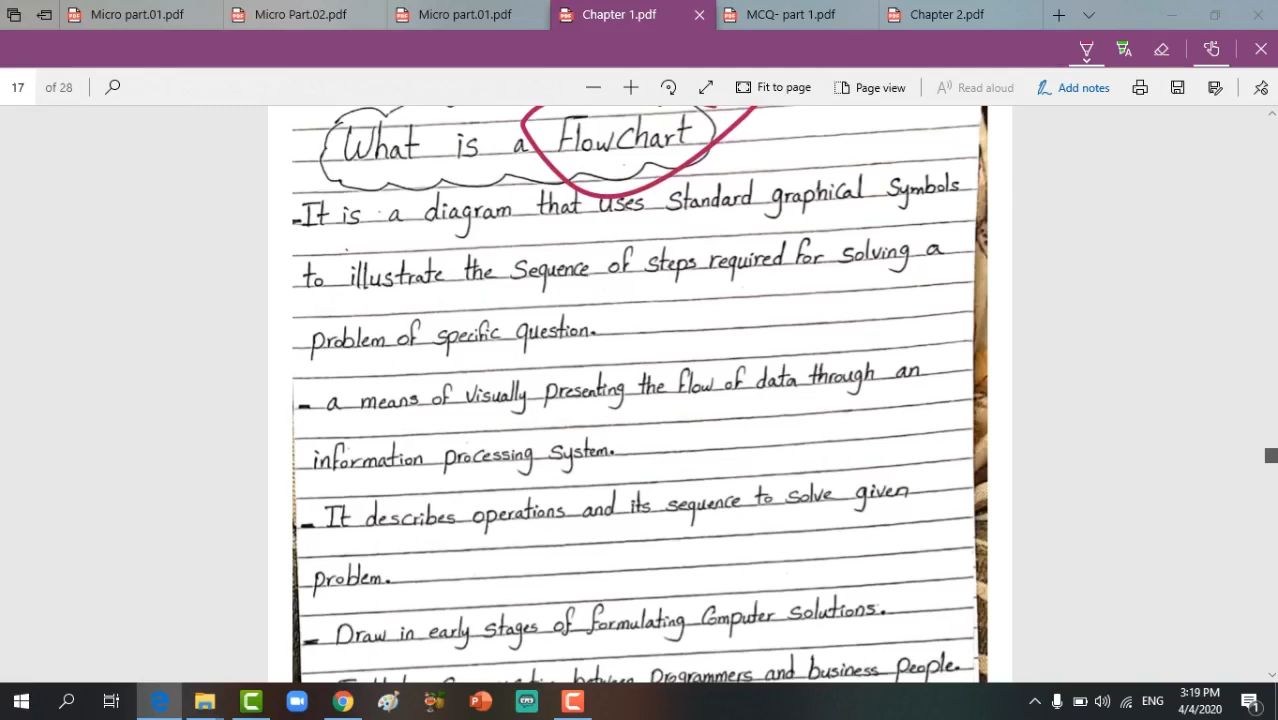 Micro part.01.pdf Micro Part.02.pdf Micro part.01.pdf Chapter 1.pdf MCQ- part 1.pdf Chapter 2.pdf
17 of 28 Fit to page Page view Read aloud Add notes
What is a Flowchart
-It is a diagram that uses Standard graphical Symbols
to illustrate the Sequence of steps required for solving a
problem of specific question.
- a means of visually presenting the flow of data through an
information processing system.
- It describes operations and its sequence to solve given
problem.
- Draw in early stages of formulating Computer solutions.
between Programmers and business People.
ENG 3:19 PM
4/4/2020